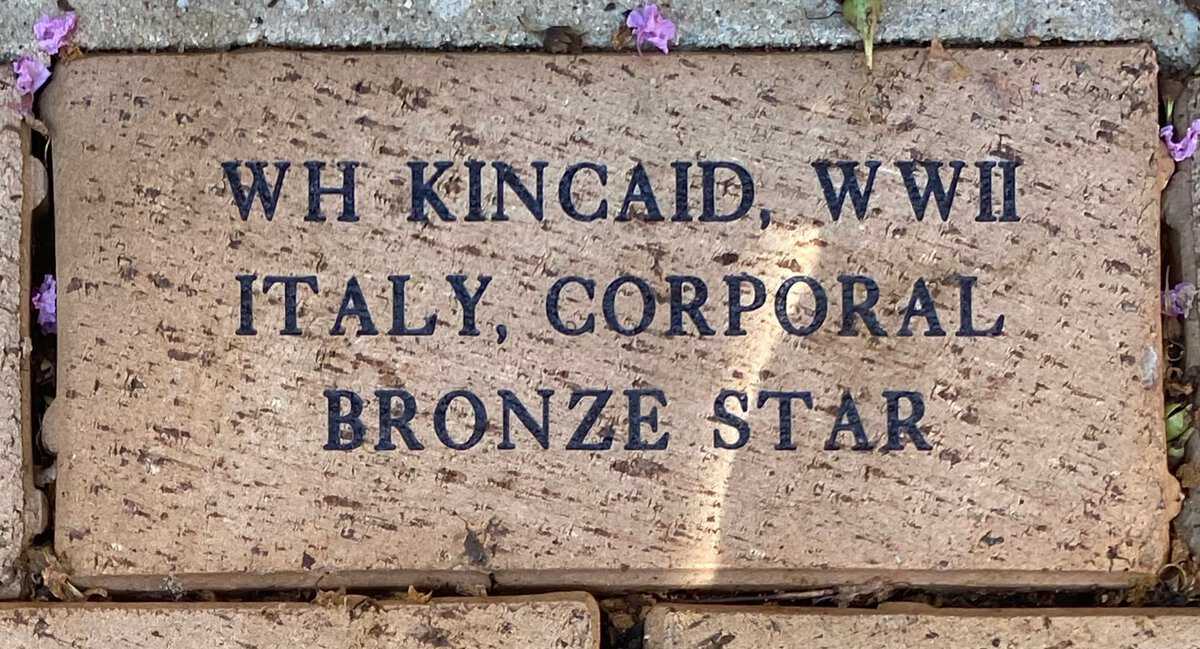 WH KINCAID, WWII
ITALY, CORPORAL
BRONZE STAR